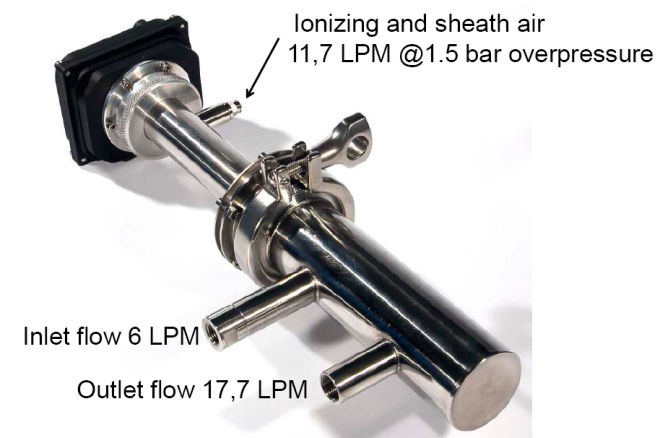 Ionizing and sheath air
11,7 LPM @1.5 bar overpressure
Inlet flow 6 LPM
Outlet flow 17,7 LPM